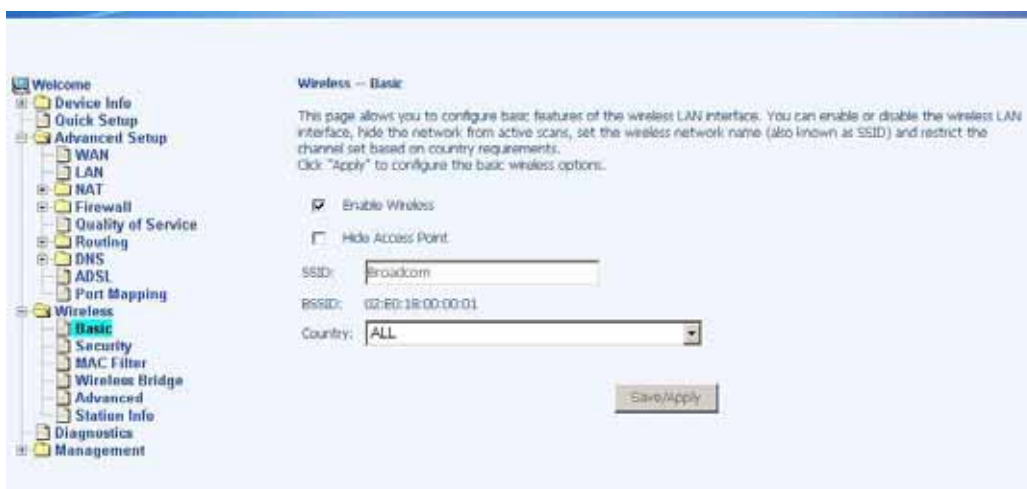 Welcome
Device Info
Quick Setup
Advanced Setup
WAN
LAN
NAT
Firewall
Quality of Service
Routing
DNS
ADSL
Port Mapping
Wireless
Basic
Security
MAC Filter
Wireless Bridge
Advanced
Station Info
Diagnostics
Management
Wireless -- Basic
This page allows you to configure basic features of the wireless LAN interface. You can enable or disable the wireless LAN
interface, hide the network from active scans, set the wireless network name (also known as SSID) and restrict the
channel set based on country requirements.
Click "Apply" to configure the basic wireless options.
Enable Wireless
Hide Access Point
SSID: Broadcom
BSSID: 02:E0:18:00:00:01
Country: ALL
Save/Apply